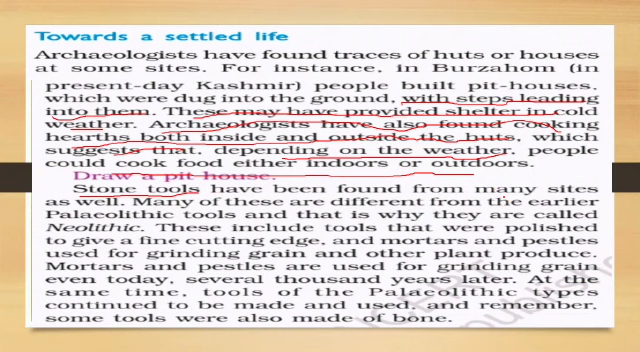 Towards a settled life
Archaeologists have found traces of huts or houses
at some sites. For instance, in Burzahom (in
present-day Kashmir) people built pit-houses,
which were dug into the ground, with steps leading
into them. These may have provided shelter in cold
weather. Archaeologists have also found cooking
hearths both inside and outside the huts, which
suggests that, depending on the weather, people
could cook food either indoors or outdoors.
Draw a pit house.
Stone tools have been found from many sites
as well. Many of these are different from the earlier
Palaeolithic tools and that is why they are called
Neolithic. These include tools that were polished
to give a fine cutting edge, and mortars and pestles
used for grinding grain and other plant produce.
Mortars and pestles are used for grinding grain
even today, several thousand years later. At the
same time, tools of the Palaeolithic types
continued to be made and used, and remember,
some tools were also made of bone.